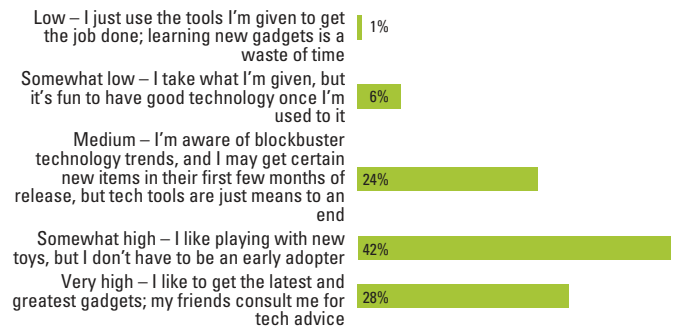 Low – I just use the tools I'm given to get
the job done; learning new gadgets is a
waste of time
1%
Somewhat low – I take what I'm given, but
it's fun to have good technology once I'm
used to it
6%
Medium – I'm aware of blockbuster
technology trends, and I may get certain
new items in their first few months of
release, but tech tools are just means to an
end
24%
Somewhat high – I like playing with new
toys, but I don't have to be an early adopter
42%
Very high – I like to get the latest and
greatest gadgets; my friends consult me for
tech advice
28%